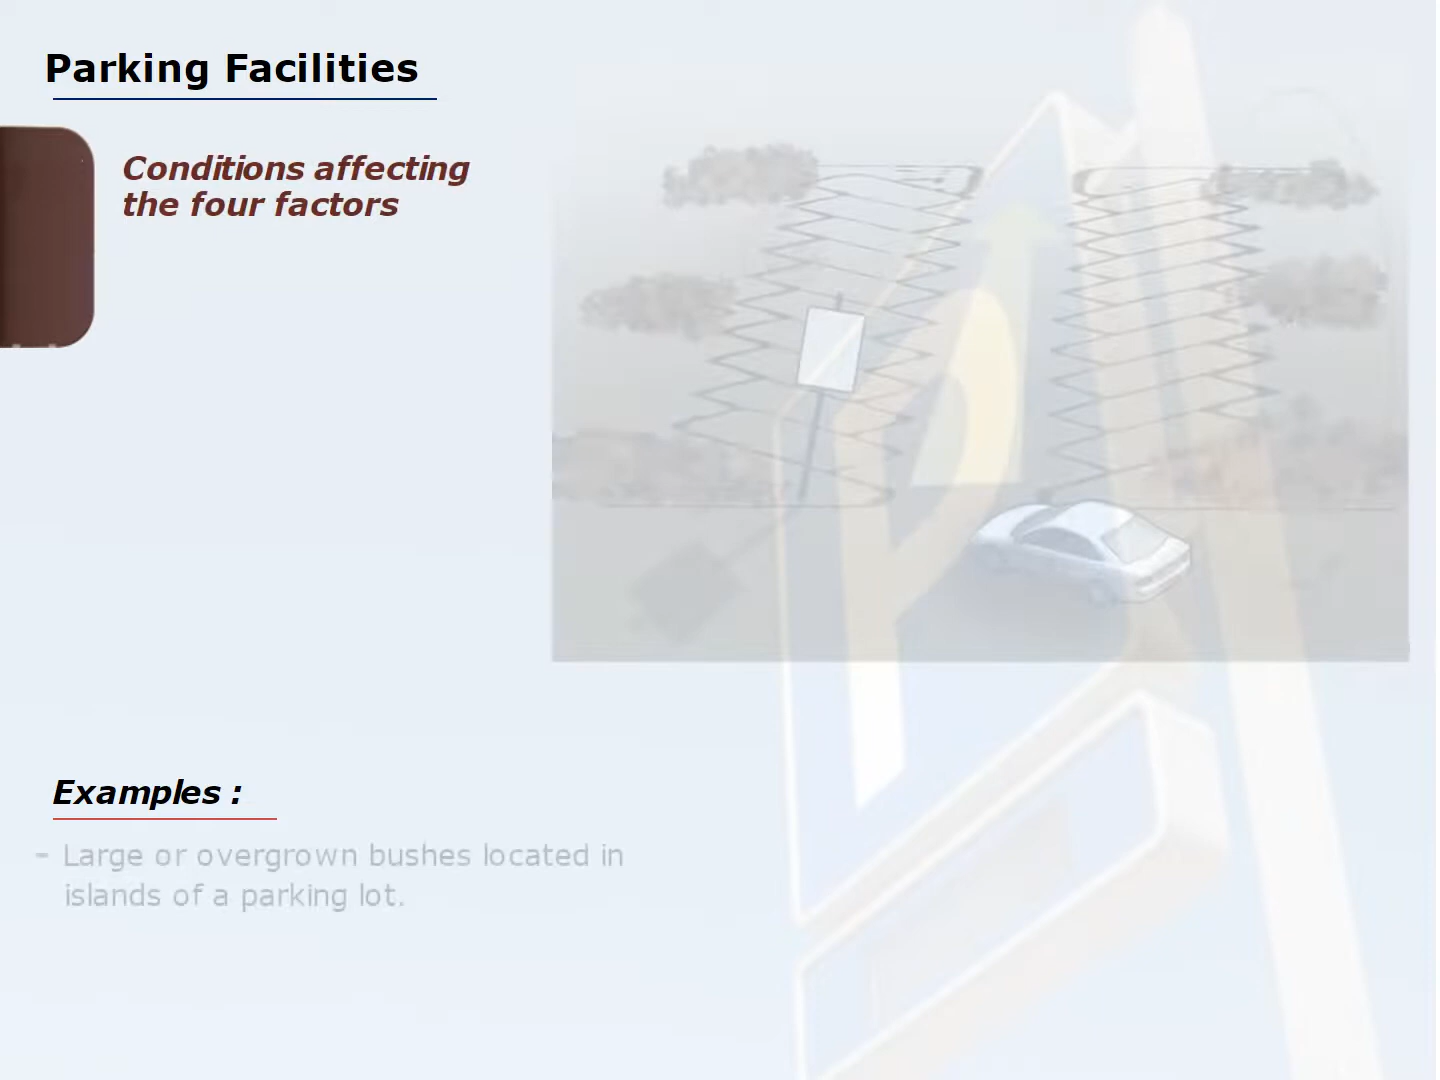 Parking Facilities
Conditions affecting
the four factors
Examples :
- Large or overgrown bushes located in
islands of a parking lot.